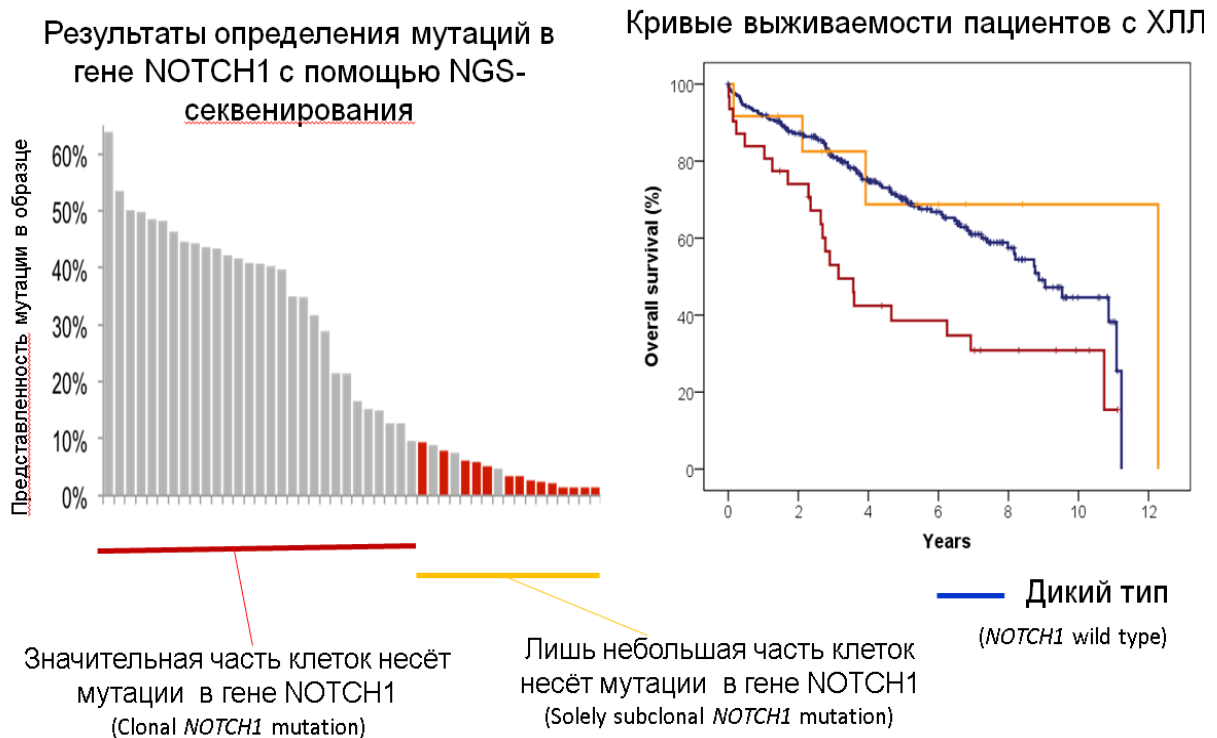 Результаты определения мутаций в
гене NOTCH1 с помощью NGS-
секвенирования
Представленность мутации в образце
60%
50%
40%
30%
20%
10%
0%
Значительная часть клеток несёт
мутации в гене NOTCH1
(Clonal NOTCH1 mutation)
Лишь небольшая часть клеток
несёт мутации в гене NOTCH1
(Solely subclonal NOTCH1 mutation)
Кривые выживаемости пациентов с ХЛЛ
Overall survival (%)
100
80
60
40
20
0
0 2 4 6 8 10 12
Years
Дикий тип
(NOTCH1 wild type)